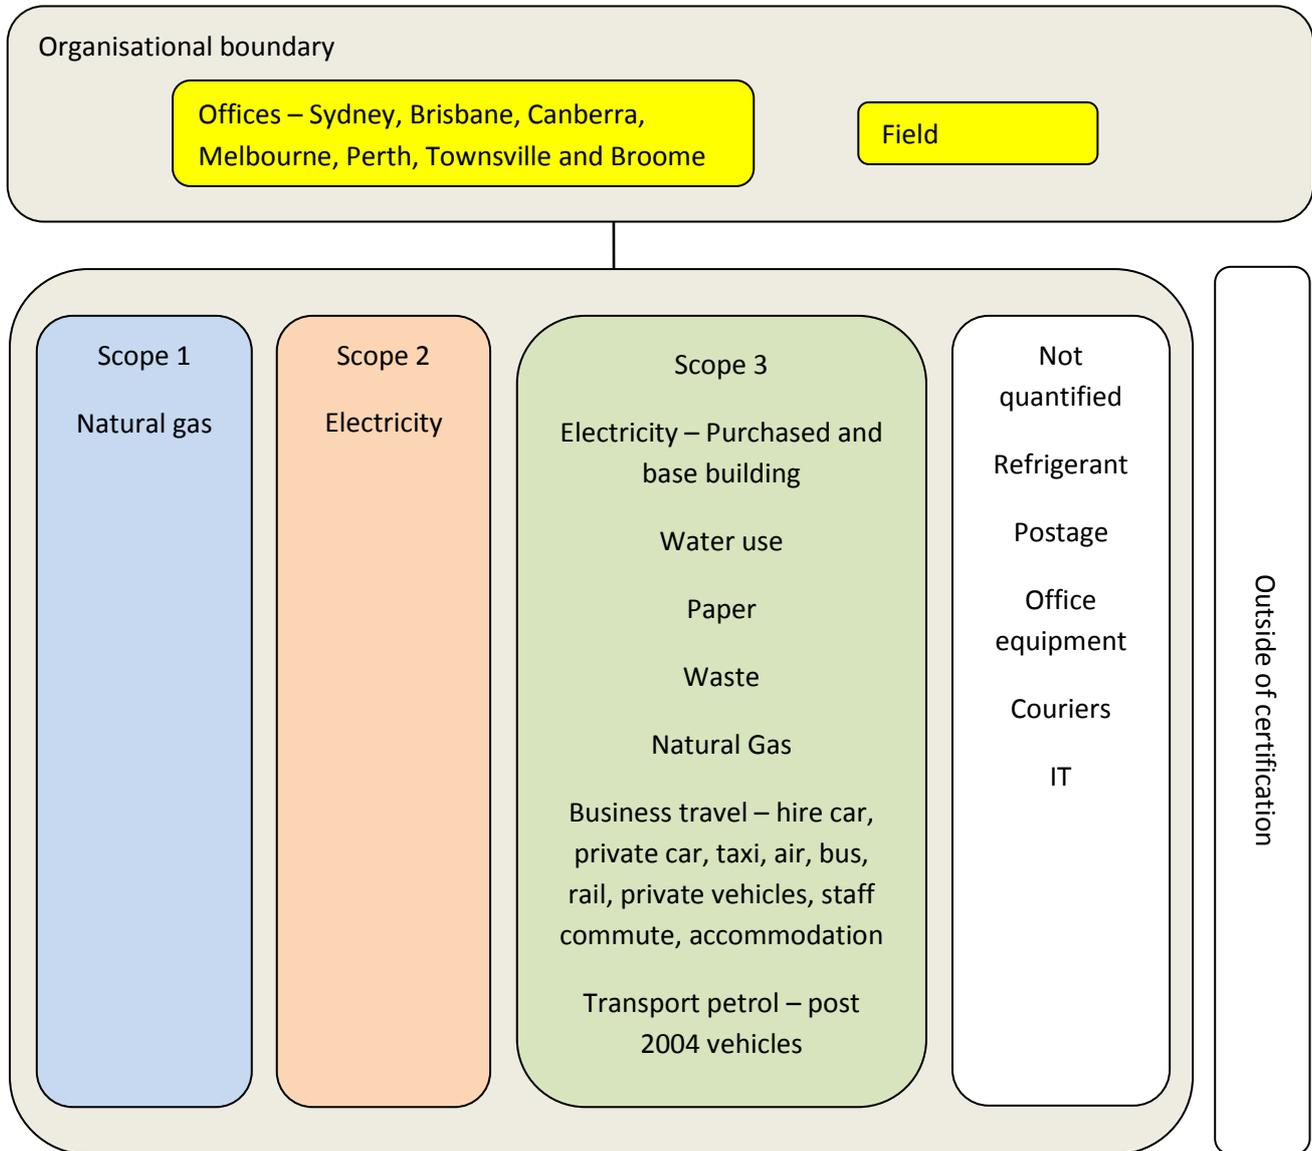 Organisational boundary
Offices – Sydney, Brisbane, Canberra,
Melbourne, Perth, Townsville and Broome
Field
Scope 1
Natural gas
Scope 2
Electricity
Scope 3
Electricity – Purchased and
base building
Water use
Paper
Waste
Natural Gas
Business travel – hire car,
private car, taxi, air, bus,
rail, private vehicles, staff
commute, accommodation
Transport petrol – post
2004 vehicles
Not
quantified
Refrigerant
Postage
Office
equipment
Couriers
IT
Outside of certification